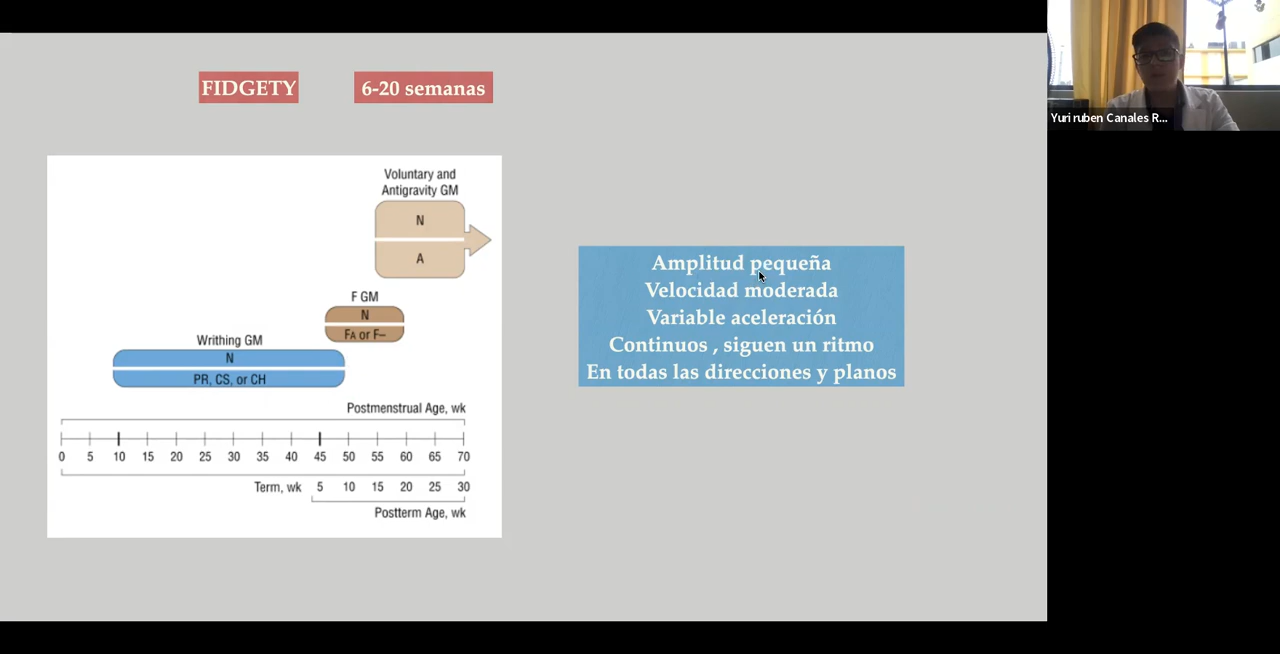 FIDGETY
6-20 semanas
Yuri ruben Canales R...
Voluntary and
Antigravity GM
N
A
F GM
N
FA or F–
Writhing GM
N
PR, CS, or CH
Postmenstrual Age, wk
0 5 10 15 20 25 30 35 40 45 50 55 60 65 70
Term, wk 5 10 15 20 25 30
Postterm Age, wk
Amplitud pequeña
Velocidad moderada
Variable aceleración
Continuos , siguen un ritmo
En todas las direcciones y planos